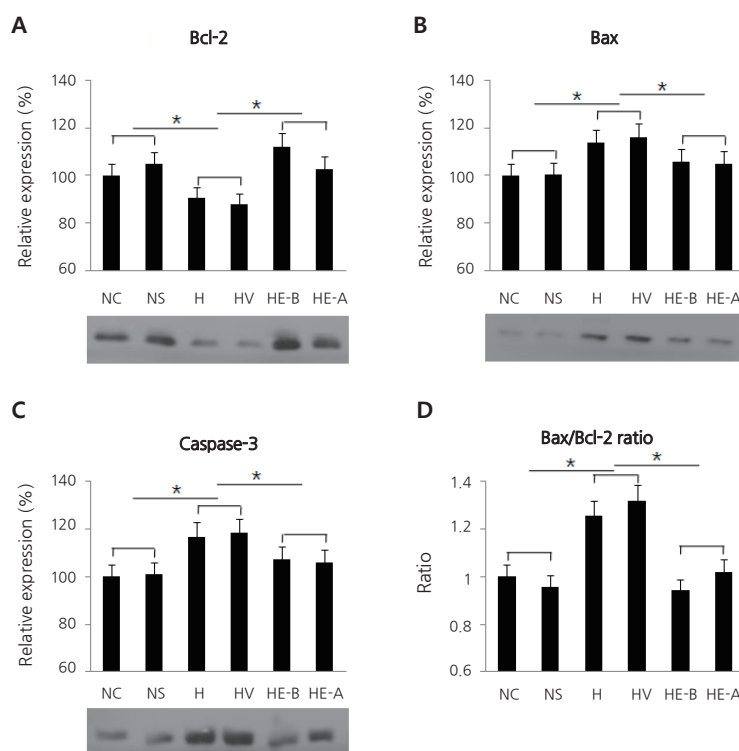 A
Bcl-2
Relative expression (%)
140
120
100
80
60
*
*
NC NS H HV HE-B HE-A
B
Bax
Relative expression (%)
140
120
100
80
60
*
*
NC NS H HV HE-B HE-A
C
Caspase-3
Relative expression (%)
140
120
100
80
60
*
*
NC NS H HV HE-B HE-A
D
Bax/Bcl-2 ratio
Ratio
1.4
1.2
1
0.8
0.6
*
*
NC NS H HV HE-B HE-A